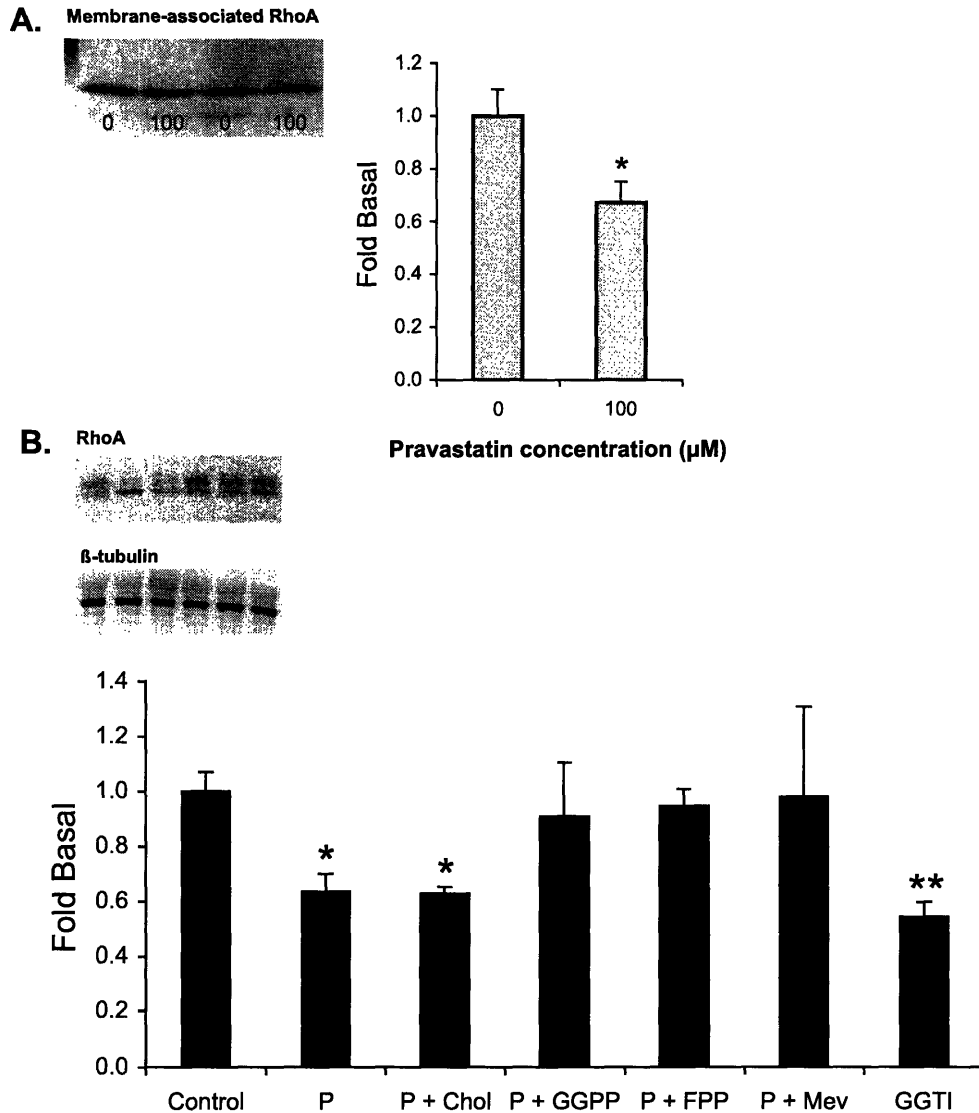 A.
Membrane-associated RhoA
0 100 0 100
1.2
1.0
0.8
0.6
0.4
0.2
0.0
Fold Basal
*
0 100
Pravastatin concentration (µM)
B.
RhoA
ß-tubulin
1.4
1.2
1.0
0.8
0.6
0.4
0.2
0.0
Fold Basal
* * **
Control P P + Chol P + GGPP P + FPP P + Mev GGTI